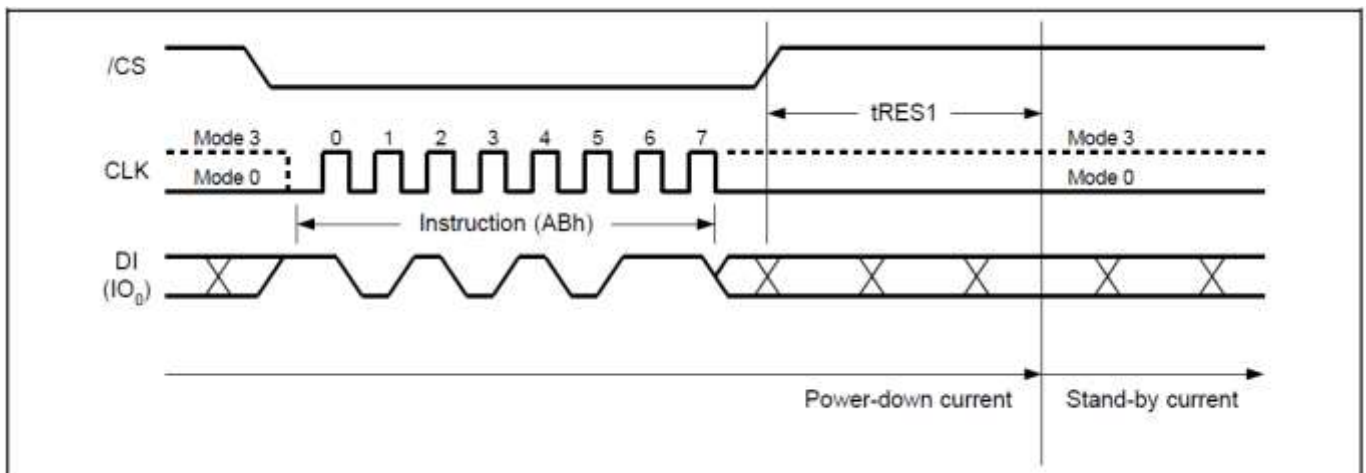 /CS
tRES1
Mode 3 0 1 2 3 4 5 6 7 Mode 3
CLK
Mode 0 Mode 0
Instruction (ABh)
DI
(IO₀)
Power-down current Stand-by current